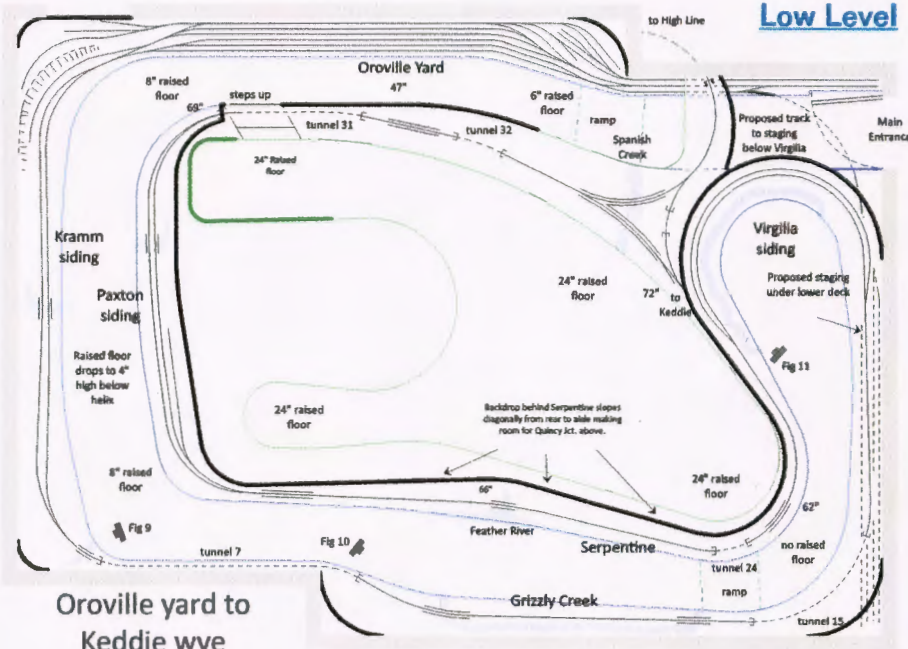 Low Level
to High Line
Oroville Yard
47"
8" raised
floor
steps up
69"
6" raised
floor
ramp
Spanish
Creek
Proposed track
to staging
below Virgilia
Main
Entrance
tunnel 31
tunnel 32
24" Raised
floor
Kramm
siding
Paxton
siding
Raised floor
drops to 4"
high below
helix
24" raised
floor
72"
to
Keddie
Virgilia
siding
Proposed staging
under lower deck
Fig 11
24" raised
floor
Backdrop behind Serpentine slopes
diagonally from rear to aisle making
room for Quincy Jct. above.
24" raised
floor
8" raised
floor
66"
62"
Fig 9
Fig 10
Feather River
Serpentine
no raised
floor
tunnel 7
tunnel 24
ramp
Grizzly Creek
tunnel 15
Oroville yard to
Keddie wye